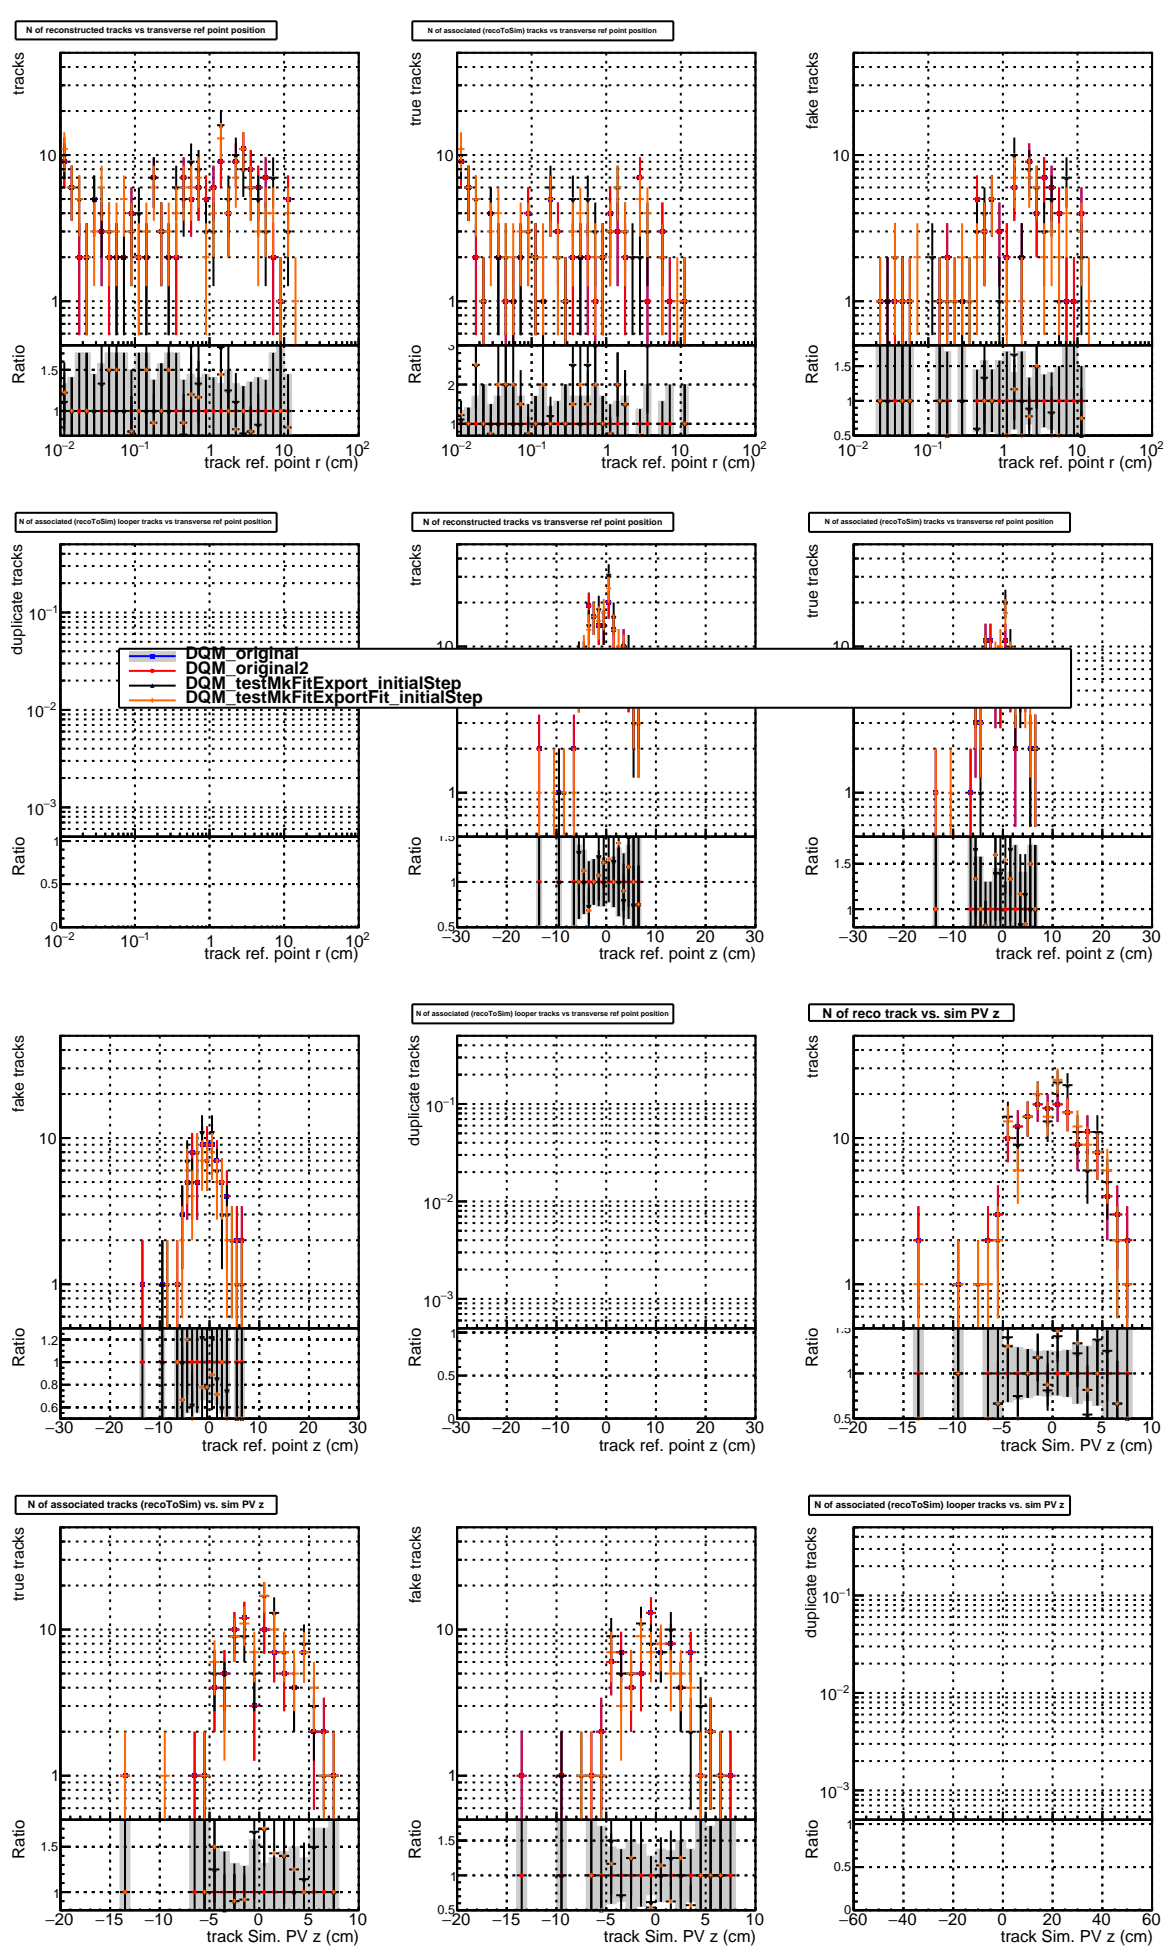 N of reconstructed tracks vs transverse ref point position
N of associated (recoToSim) tracks vs transverse ref point position
tracks
10
1
Ratio
1.5
1
10−2 10−1 1 10 102
track ref. point r (cm)
true tracks
10
1
Ratio
3
2
1
10−2 10−1 1 10 102
track ref. point r (cm)
fake tracks
10
1
Ratio
1.5
1
0.5
10−2 10−1 1 10 102
track ref. point r (cm)
N of associated (recoToSim) looper tracks vs transverse ref point position
N of reconstructed tracks vs transverse ref point position
N of associated (recoToSim) tracks vs transverse ref point position
duplicate tracks
10−1
10−2
10−3
Ratio
1
0.5
0
10−2 10−1 1 10 102
track ref. point r (cm)
tracks
10
1
Ratio
1.5
1
0.5
−30 −20 −10 0 10 20 30
track ref. point z (cm)
true tracks
10
1
Ratio
1.5
1
−30 −20 −10 0 10 20 30
track ref. point z (cm)
DQM_original
DQM_original2
DQM_testMkFitExport_initialStep
DQM_testMkFitExportFit_initialStep
N of associated (recoToSim) looper tracks vs transverse ref point position
N of reco track vs. sim PV z
fake tracks
10
1
Ratio
1.2
1
0.8
0.6
−30 −20 −10 0 10 20 30
track ref. point z (cm)
duplicate tracks
10−1
10−2
10−3
Ratio
1
0.5
0
−30 −20 −10 0 10 20 30
track ref. point z (cm)
tracks
10
1
Ratio
1.5
1
0.5
−20 −15 −10 −5 0 5 10
track Sim. PV z (cm)
N of associated tracks (recoToSim) vs. sim PV z
N of associated (recoToSim) looper tracks vs. sim PV z
true tracks
10
1
Ratio
1.5
1
−20 −15 −10 −5 0 5 10
track Sim. PV z (cm)
fake tracks
10
1
Ratio
1.5
1
0.5
−20 −15 −10 −5 0 5 10
track Sim. PV z (cm)
duplicate tracks
10−1
10−2
10−3
Ratio
1
0.5
0
−60 −40 −20 0 20 40 60
track Sim. PV z (cm)